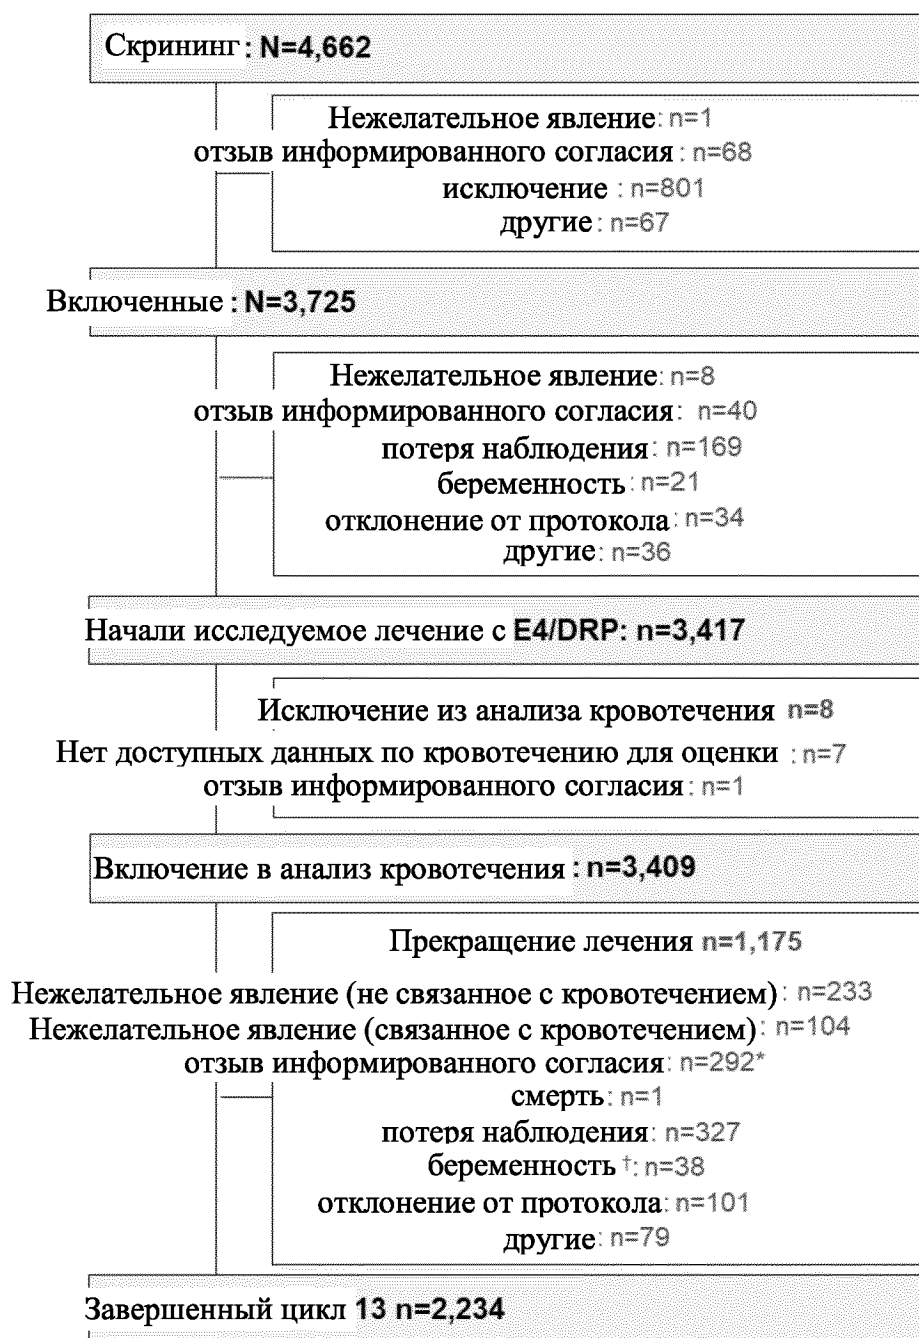 Скрининг: N=4,662
Нежелательное явление: n=1
отзыв информированного согласия: n=68
исключение : n=801
другие: n=67
Включенные : N=3,725
Нежелательное явление: n=8
отзыв информированного согласия: n=40
потеря наблюдения: n=169
беременность: n=21
отклонение от протокола: n=34
другие: n=36
Начали исследуемое лечение с E4/DRP: n=3,417
Исключение из анализа кровотечения n=8
Нет доступных данных по кровотечению для оценки : n=7
отзыв информированного согласия: n=1
Включение в анализ кровотечения : n=3,409
Прекращение лечения n=1,175
Нежелательное явление (не связанное с кровотечением): n=233
Нежелательное явление (связанное с кровотечением): n=104
отзыв информированного согласия: n=292*
смерть: n=1
потеря наблюдения: n=327
беременность †: n=38
отклонение от протокола: n=101
другие: n=79
Завершенный цикл 13 n=2,234